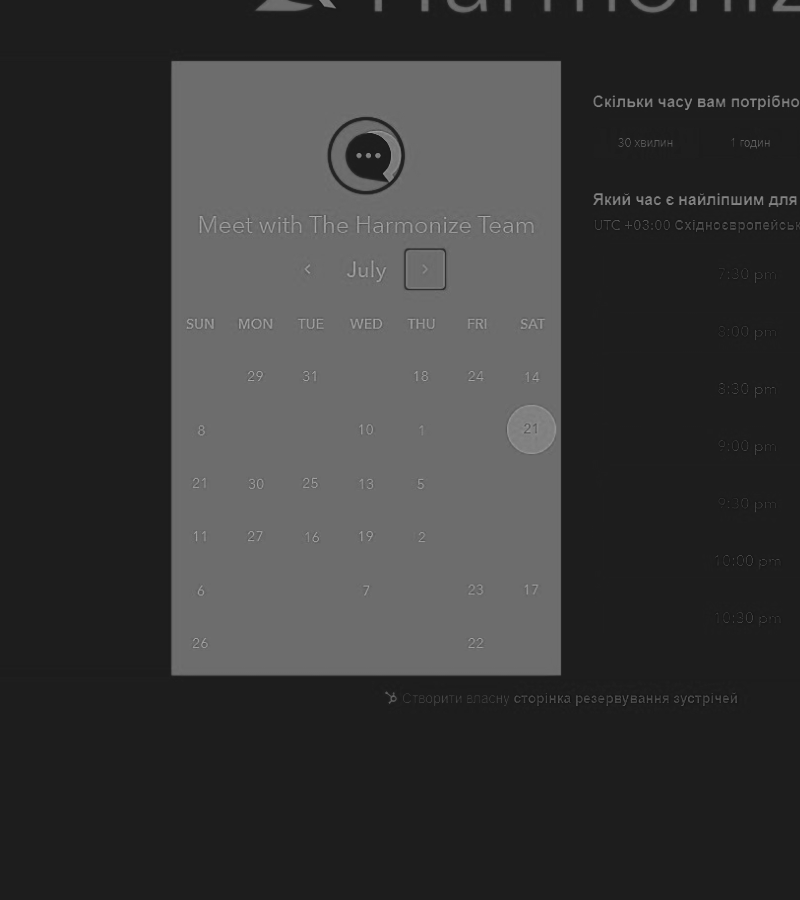 Harmoniz
Meet with The Harmonize Team
July
SUN MON TUE WED THU FRI SAT
29 31 18 24 14
8 10 1 21
21 30 25 13 5
11 27 16 19 2
6 7 23 17
26 22
Скільки часу вам потрібно
30 хвилин 1 годин
Який час є найліпшим для
UTC +03:00 Східноєвропейськ
7:30 pm
8:00 pm
8:30 pm
9:00 pm
9:30 pm
10:00 pm
10:30 pm
Створити власну сторінка резервування зустрічей